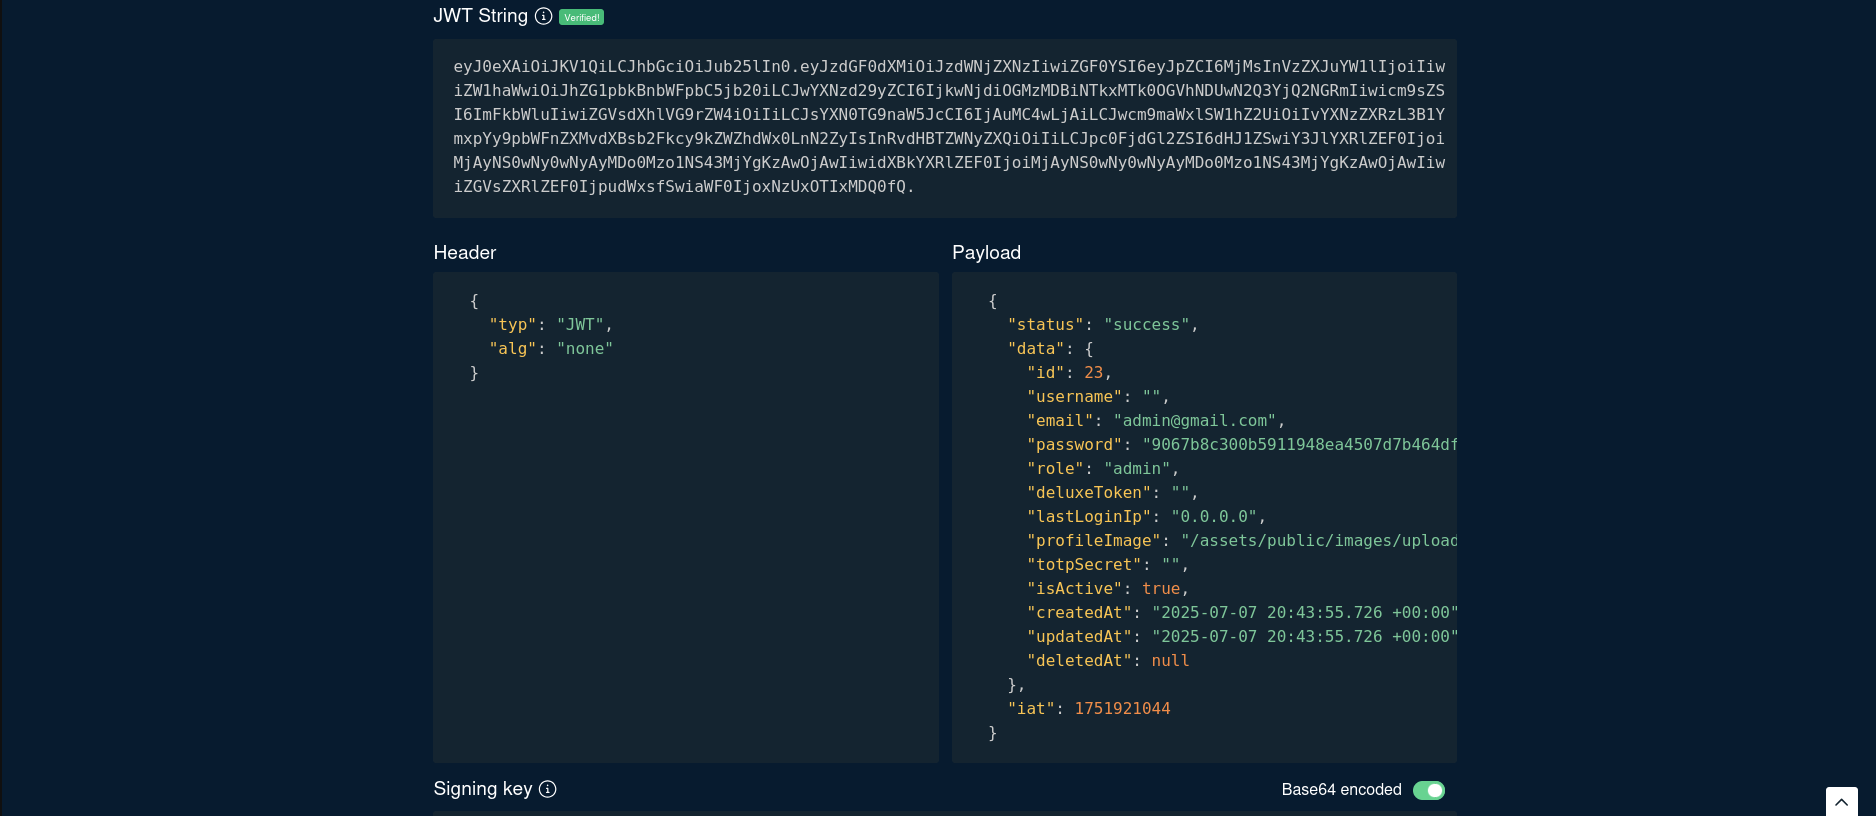 JWT String Verified!
eyJ0eXAiOiJKV1QiLCJhbGciOiJub25lIn0.eyJzdGF0dXMiOiJzdWNjZXNzIiwiZGF0YSI6eyJpZCI6MjMsInVzZXJuYW1lIjoiIiw
iZW1haWwiOiJhZG1pbkBnbWFpbC5jb20iLCJwYXNzd29yZCI6IjkwNjdiOGMzMDBiNTkxMTk0OGVhNDUwN2Q3YjQ2NGRmIiwicm9sZS
I6ImFkbWluIiwiZGVsdXhlVG9rZW4iOiIiLCJsYXN0TG9naW5JcCI6IjAuMC4wLjAiLCJwcm9maWxlSW1hZ2UiOiIvYXNzZXRzL3B1Y
mxpYy9pbWFnZXMvdXBsb2Fkcy9kZWZhdWx0LnN2ZyIsInRvdHBTZWNyZXQiOiIiLCJpc0FjdGl2ZSI6dHJ1ZSwiY3JlYXRlZEF0Ijoi
MjAyNS0wNy0wNyAyMDo0Mzo1NS43MjYgKzAwOjAwIiwidXBkYXRlZEF0IjoiMjAyNS0wNy0wNyAyMDo0Mzo1NS43MjYgKzAwOjAwIiw
iZGVsZXRlZEF0IjpudWxsfSwiaWF0IjoxNzUxOTIxMDQ0fQ.
Header
{
"typ": "JWT",
"alg": "none"
}
Payload
{
"status": "success",
"data": {
"id": 23,
"username": "",
"email": "admin@gmail.com",
"password": "9067b8c300b5911948ea4507d7b464df
"role": "admin",
"deluxeToken": "",
"lastLoginIp": "0.0.0.0",
"profileImage": "/assets/public/images/upload
"totpSecret": "",
"isActive": true,
"createdAt": "2025-07-07 20:43:55.726 +00:00"
"updatedAt": "2025-07-07 20:43:55.726 +00:00"
"deletedAt": null
},
"iat": 1751921044
}
Signing key
Base64 encoded